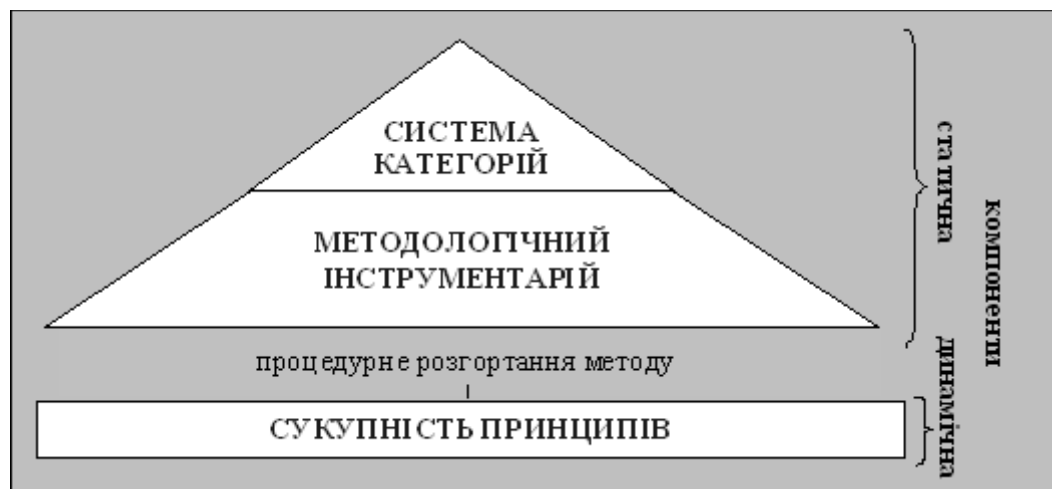 СИСТЕМА
КАТЕГОРІЙ
МЕТОДОЛОГІЧНИЙ
ІНСТРУМЕНТАРІЙ
процедурне розгортання методу
СУКУПНІСТЬ ПРИНЦИПІВ
статична
динамічна
компоненти